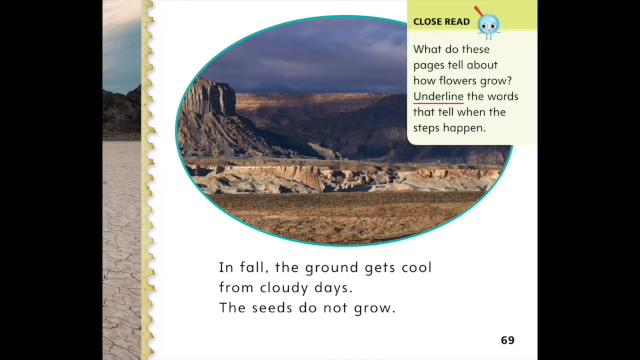 CLOSE READ
What do these
pages tell about
how flowers grow?
Underline the words
that tell when the
steps happen.
In fall, the ground gets cool
from cloudy days.
The seeds do not grow.
69